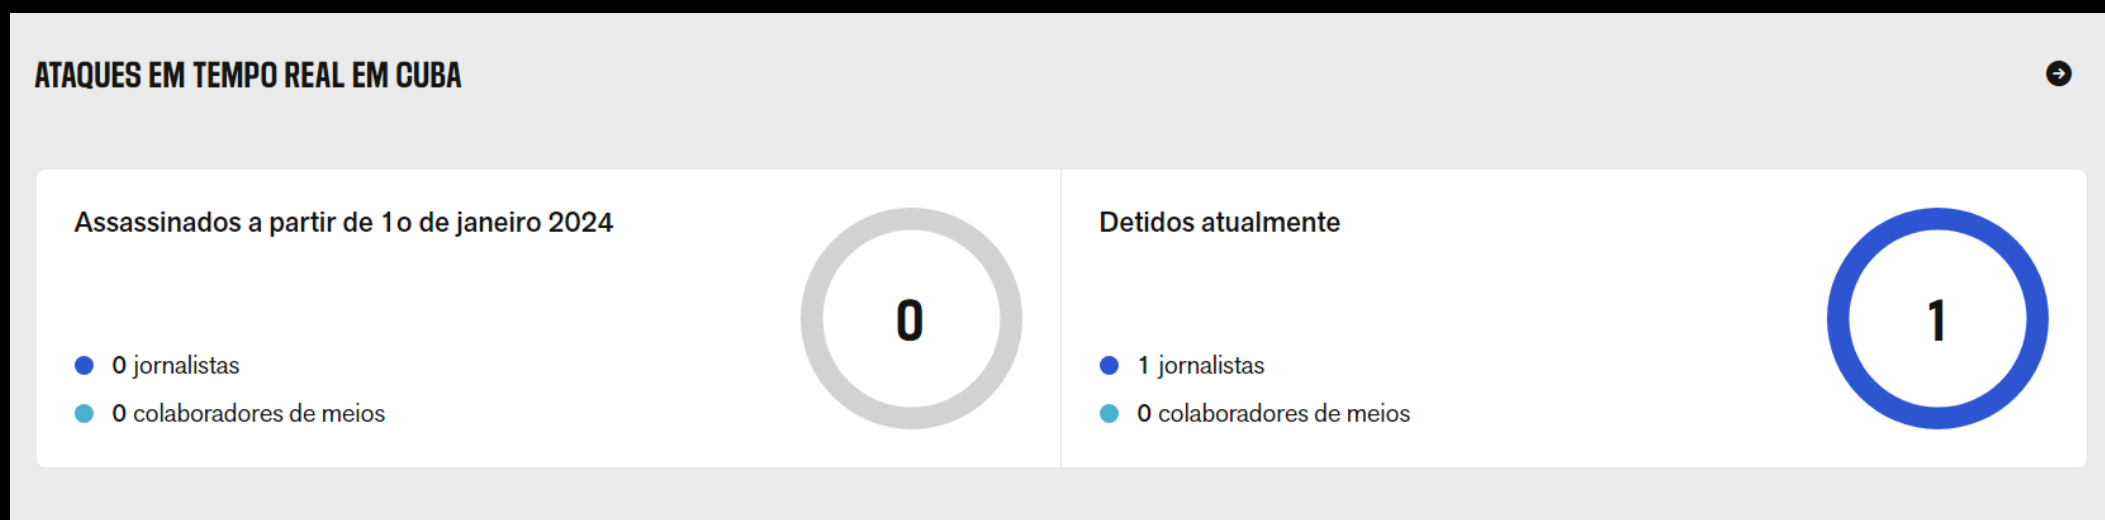 ATAQUES EM TEMPO REAL EM CUBA
Assassinados a partir de 1o de janeiro 2024
0
0 jornalistas
0 colaboradores de meios
Detidos atualmente
1
1 jornalistas
0 colaboradores de meios